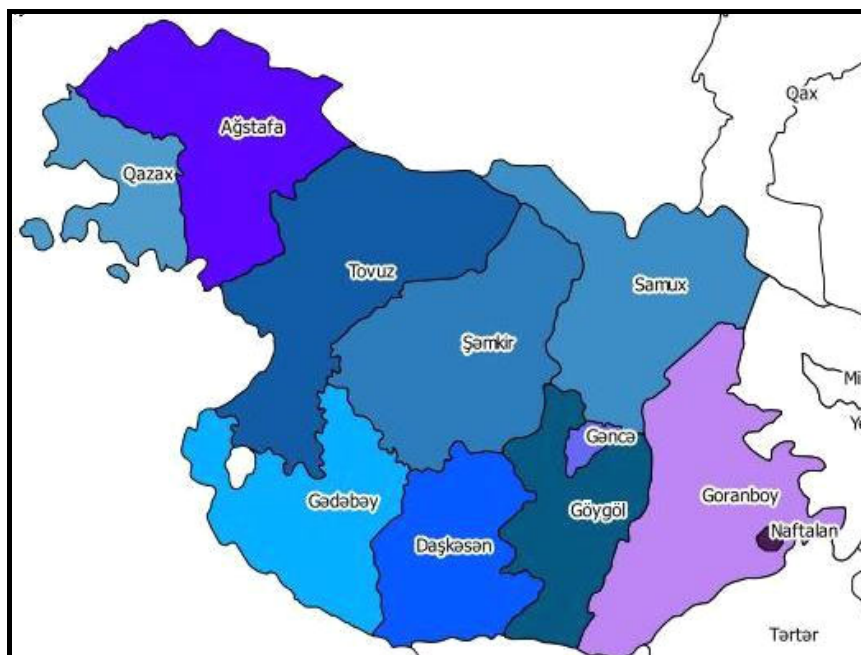 Qax
Ağstafa
Qazax
Tovuz
Samux
Şəmkir
Gəncə
Gədəbəy
Goranboy
Göygöl
Naftalan
Daşkəsən
Tərtər